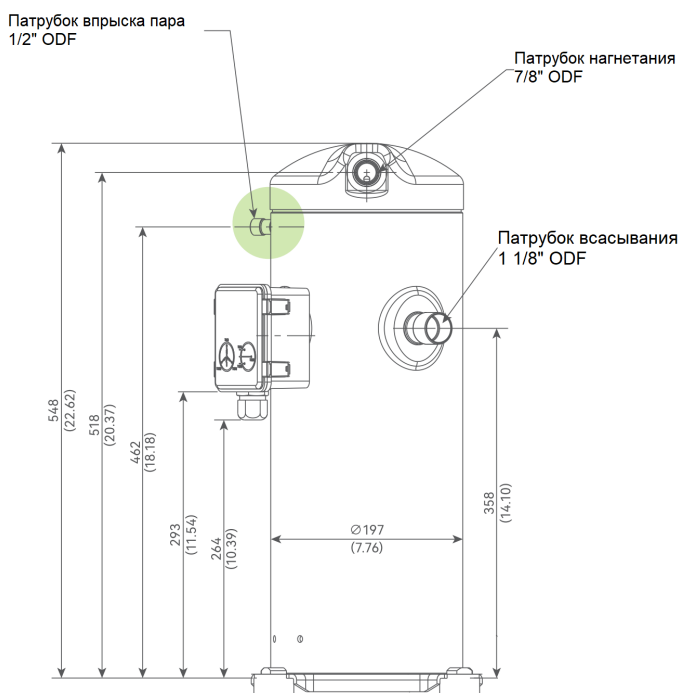 Патрубок впрыска пара
1/2" ODF
Патрубок нагнетания
7/8" ODF
Патрубок всасывания
1 1/8" ODF
548
(22.62)
518
(20.37)
462
(18.18)
293
(11.54)
264
(10.39)
358
(14.10)
∅197
(7.76)